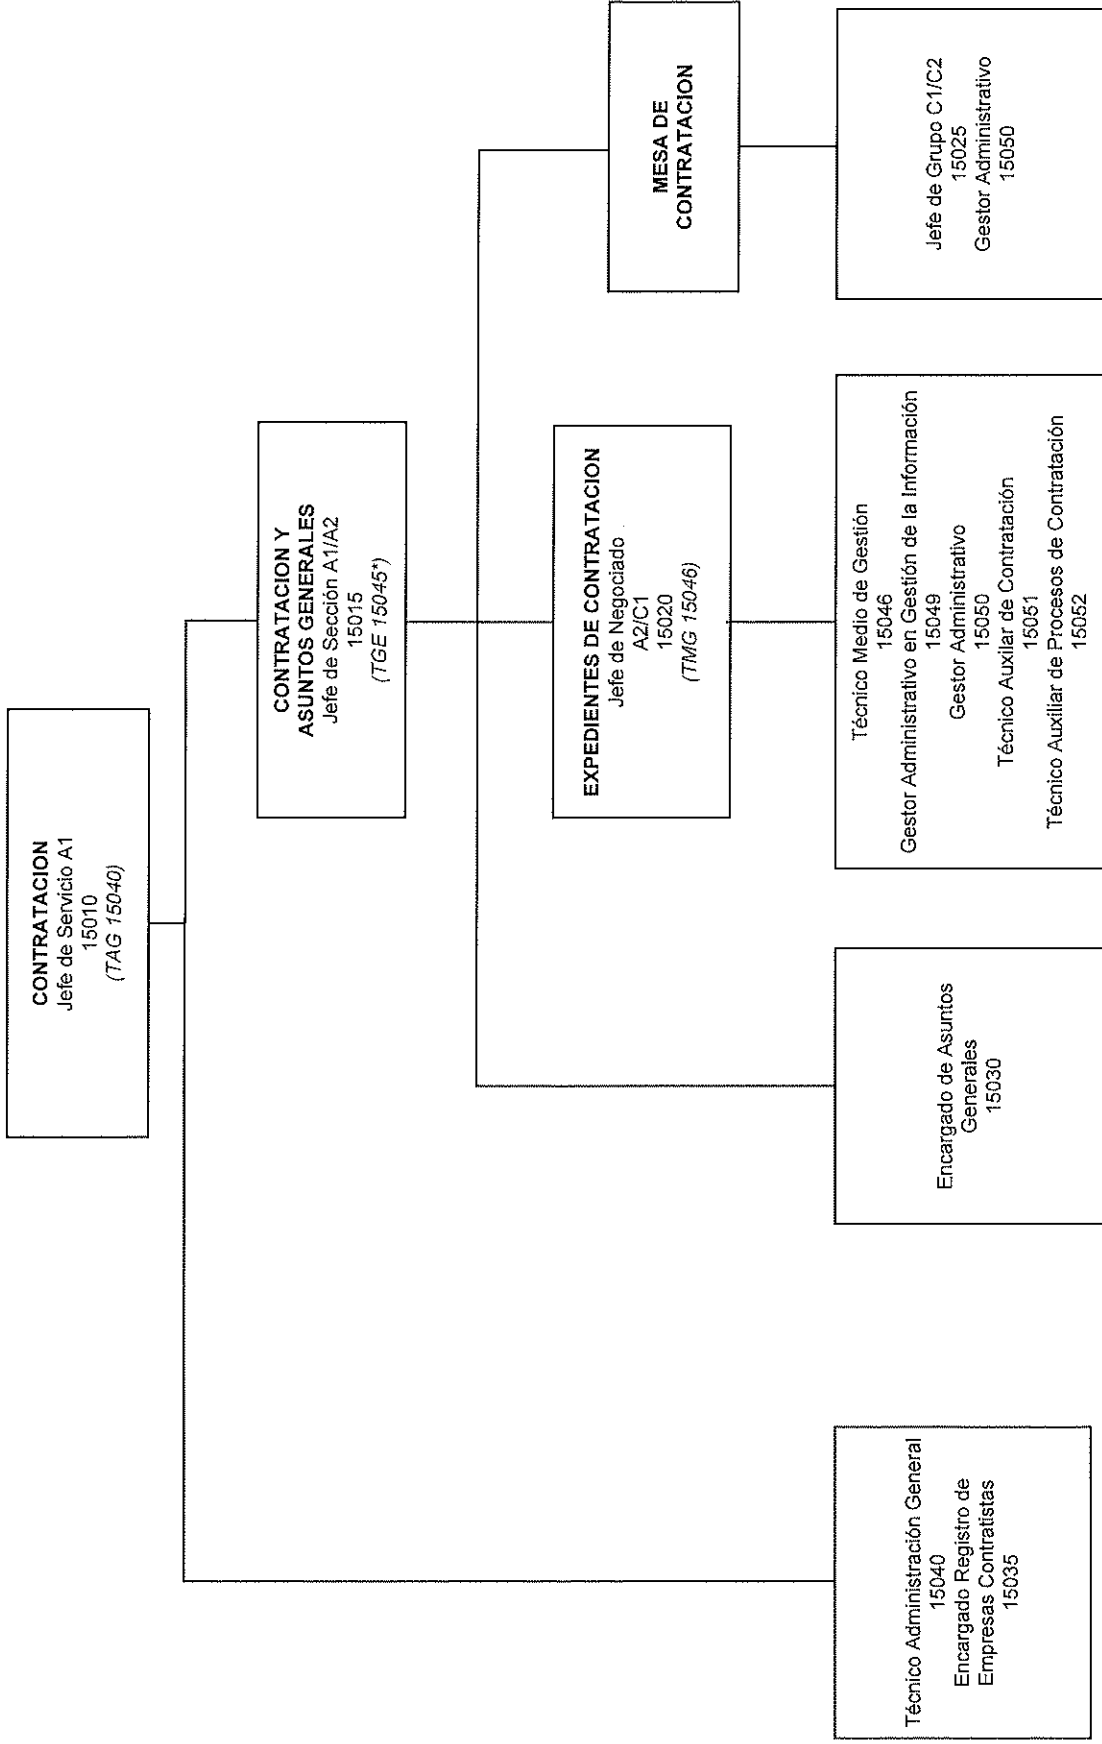 CONTRATACION
Jefe de Servicio A1
15010
(TAG 15040)
CONTRATACION Y
ASUNTOS GENERALES
Jefe de Sección A1/A2
15015
(TGE 15045*)
EXPEDIENTES DE CONTRATACION
Jefe de Negociado
A2/C1
15020
(TMG 15046)
MESA DE
CONTRATACION
Técnico Administración General
15040
Encargado Registro de
Empresas Contratistas
15035
Encargado de Asuntos
Generales
15030
Técnico Medio de Gestión
15046
Gestor Administrativo en Gestión de la Información
15049
Gestor Administrativo
15050
Técnico Auxilar de Contratación
15051
Técnico Auxiliar de Procesos de Contratación
15052
Jefe de Grupo C1/C2
15025
Gestor Administrativo
15050